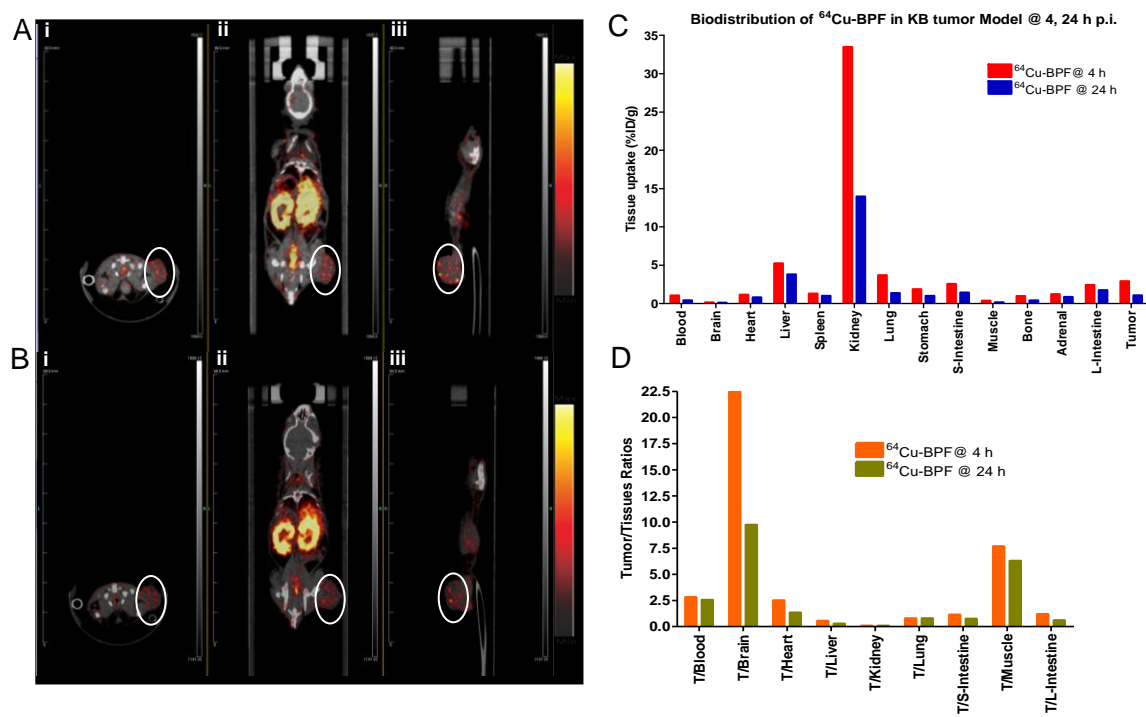 A
i
ii
iii
Max
Min
B
i
ii
iii
Max
Min
C
Biodistribution of ⁶⁴Cu-BPF in KB tumor Model @ 4, 24 h p.i.
Tissue uptake (%ID/g)
35
30
25
20
15
10
5
0
⁶⁴Cu-BPF@ 4 h
⁶⁴Cu-BPF @ 24 h
Blood
Brain
Heart
Liver
Spleen
Kidney
Lung
Stomach
S-Intestine
Muscle
Bone
Adrenal
L-Intestine
Tumor
D
Tumor/Tissues Ratios
22.5
20.0
17.5
15.0
12.5
10.0
7.5
5.0
2.5
0.0
⁶⁴Cu-BPF @ 4 h
⁶⁴Cu-BPF @ 24 h
T/Blood
T/Brain
T/Heart
T/Liver
T/Kidney
T/Lung
T/S-Intestine
T/Muscle
T/L-Intestine